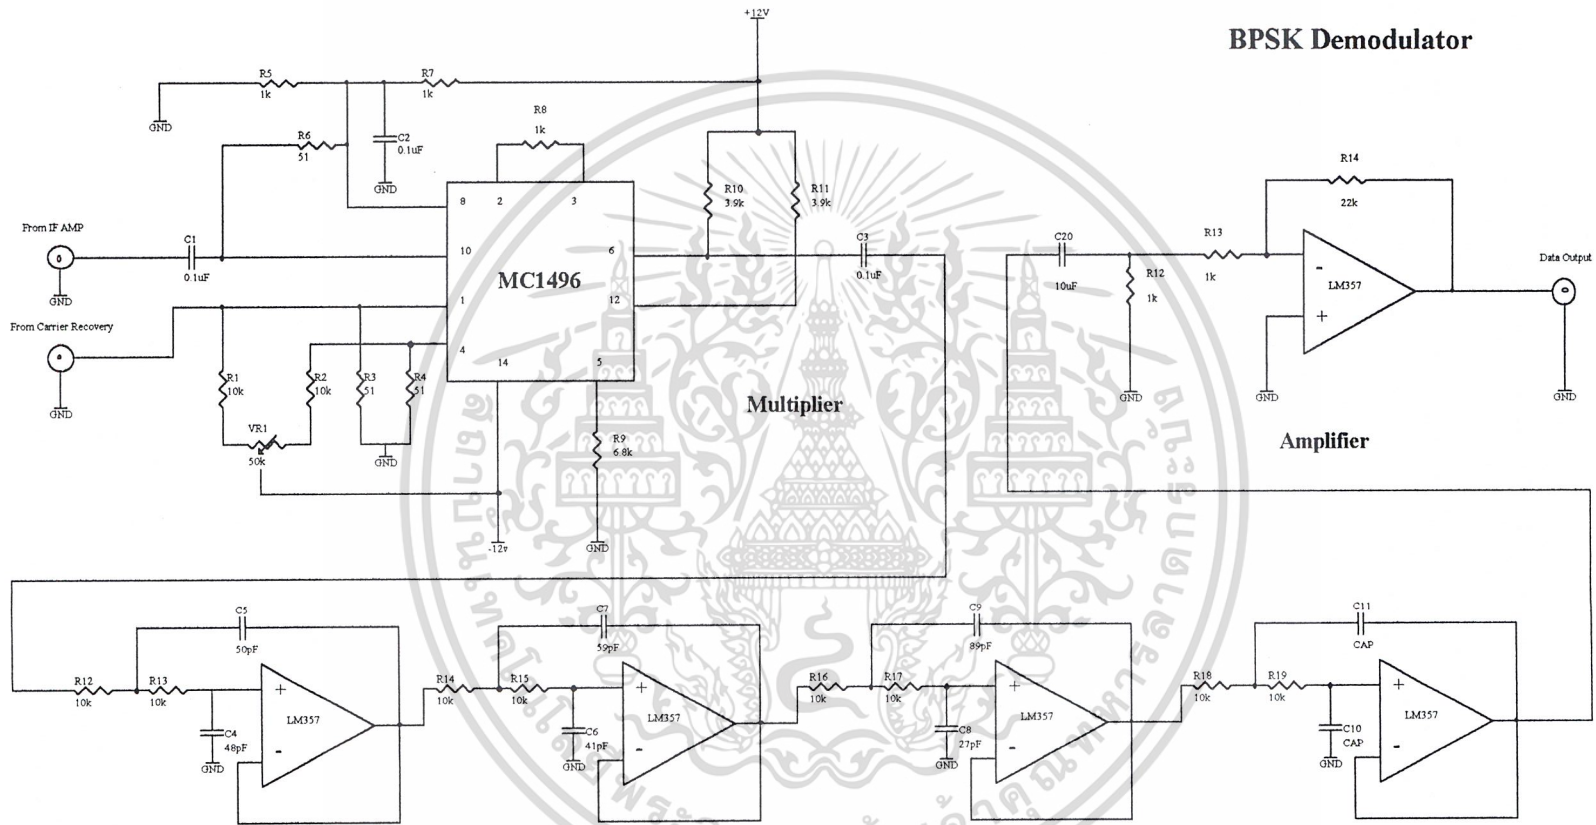 BPSK Demodulator
+12V
R5
1k
R7
1k
GND
R6
51
C2
0.1uF
GND
R8
1k
R10
3.9k
R11
3.9k
R14
22k
8
2
3
10
6
1
12
4
14
5
MC1496
From IF AMP
GND
C1
0.1uF
From Carrier Recovery
GND
C3
0.1uF
C20
10uF
R12
1k
R13
1k
GND
-
LM357
+
GND
Data Output
GND
R1
10k
R2
10k
R3
51
R4
51
VR1
50k
GND
R9
6.8k
-12v
GND
Multiplier
Amplifier
R12
10k
R13
10k
C5
50pF
C4
48pF
GND
+
LM357
-
R14
10k
R15
10k
C7
59pF
C6
41pF
GND
+
LM357
-
R16
10k
R17
10k
C9
89pF
C8
27pF
GND
+
LM357
-
R18
10k
R19
10k
C11
CAP
C10
CAP
GND
+
LM357
-